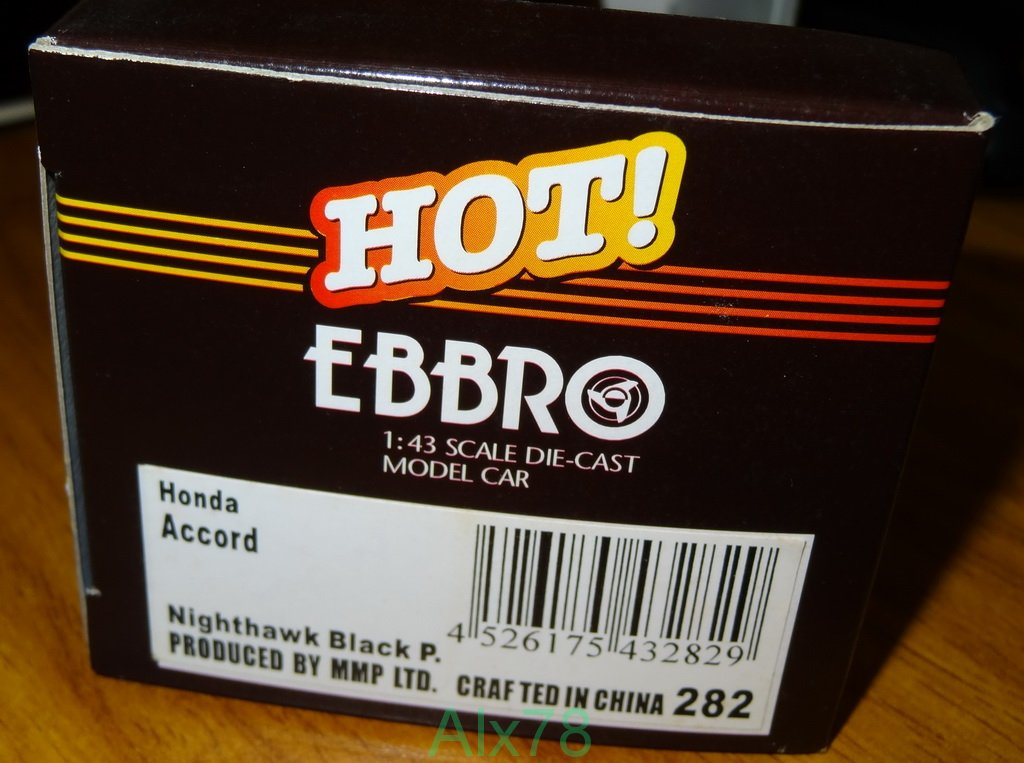 HOT!
EBBRO
1:43 SCALE DIE-CAST
MODEL CAR
Honda
Accord
Nighthawk Black P.
4 526175 432829
PRODUCED BY MMP LTD. CRAFTED IN CHINA 282
Alx78